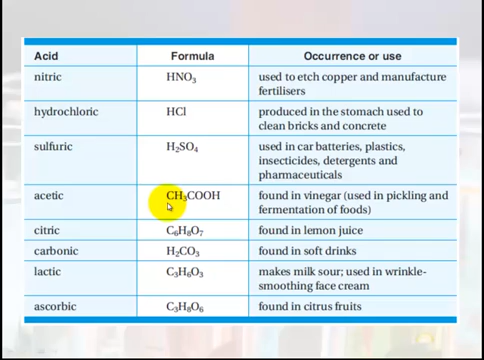 Acid Formula Occurrence or use
nitric HNO₃ used to etch copper and manufacture
fertilisers
hydrochloric HCl produced in the stomach used to
clean bricks and concrete
sulfuric H₂SO₄ used in car batteries, plastics,
insecticides, detergents and
pharmaceuticals
acetic CH₃COOH found in vinegar (used in pickling and
fermentation of foods)
citric C₆H₈O₇ found in lemon juice
carbonic H₂CO₃ found in soft drinks
lactic C₃H₆O₃ makes milk sour; used in wrinkle-
smoothing face cream
ascorbic C₃H₈O₆ found in citrus fruits